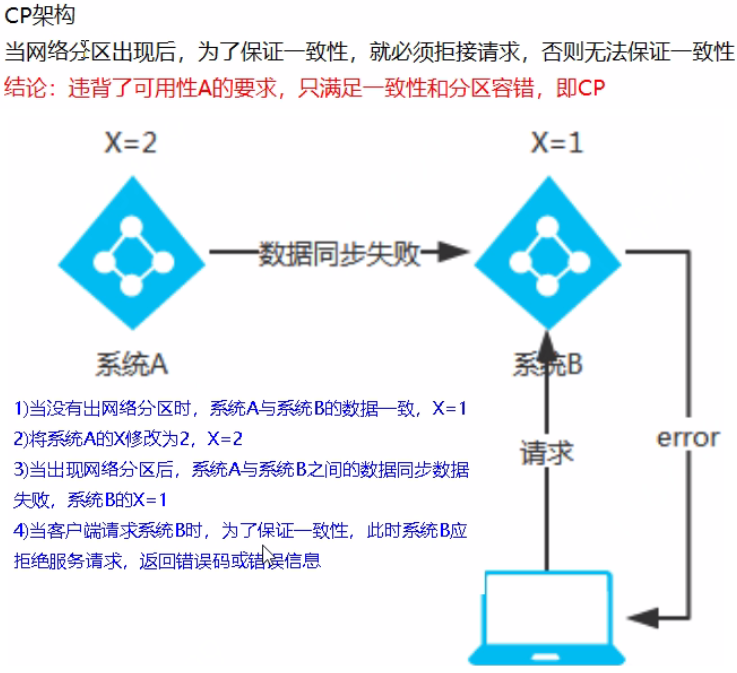 CP架构
当网络分区出现后，为了保证一致性，就必须拒接请求，否则无法保证一致性
结论：违背了可用性A的要求，只满足一致性和分区容错，即CP
X=2
X=1
数据同步失败
系统A
系统B
1)当没有出网络分区时，系统A与系统B的数据一致，X=1
2)将系统A的X修改为2，X=2
3)当出现网络分区后，系统A与系统B之间的数据同步数据
失败，系统B的X=1
4)当客户端请求系统B时，为了保证一致性，此时系统B应
拒绝服务请求，返回错误码或错误信息
请求
error